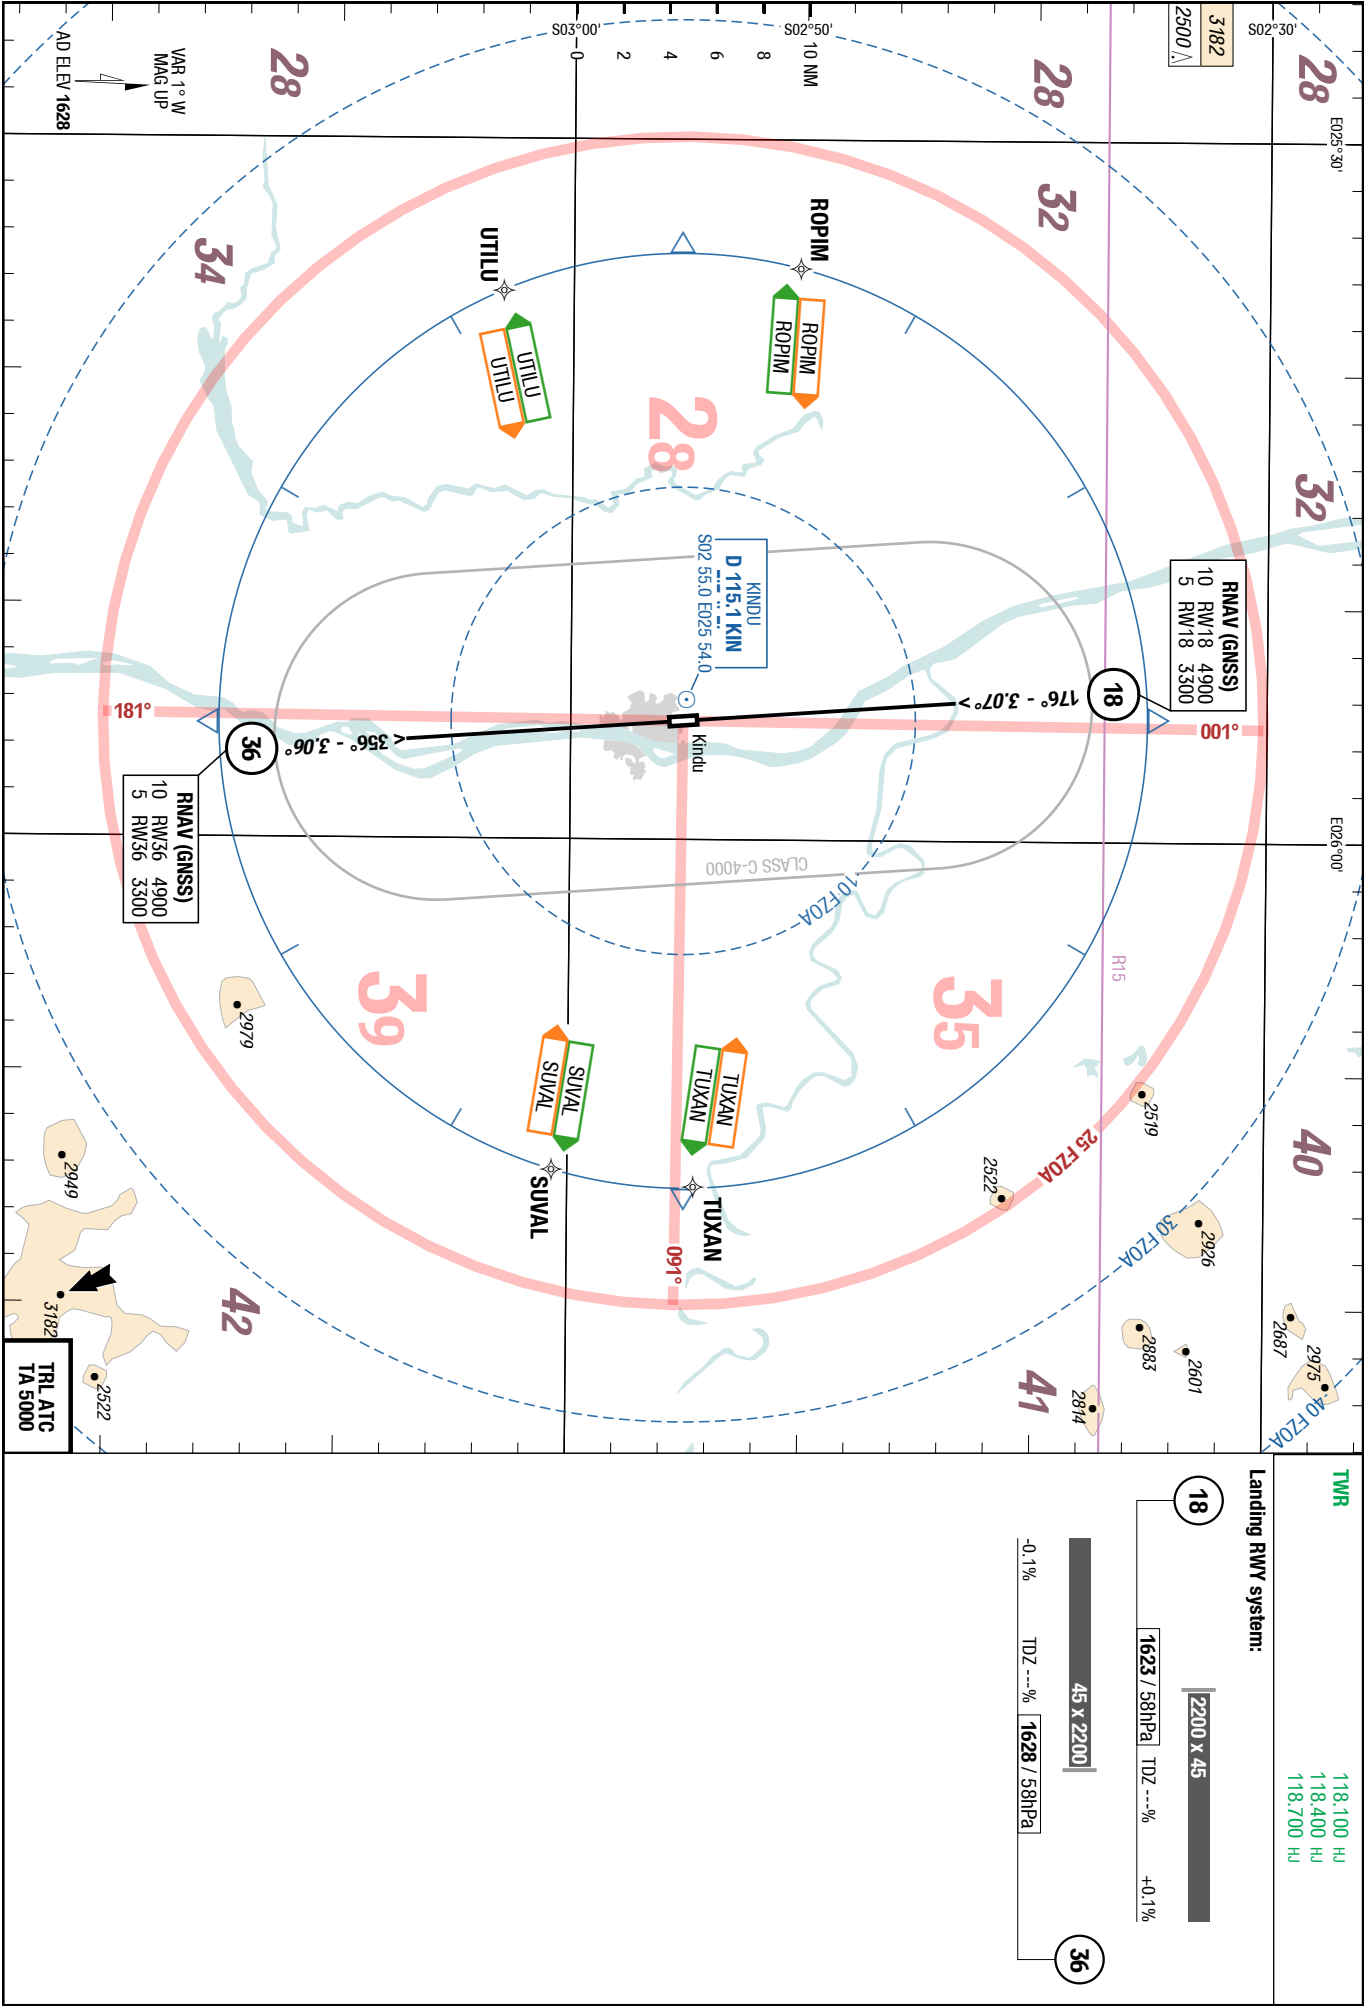 TWR
118.100 HJ
118.400 HJ
118.700 HJ
Landing RWY system:
18
2200 x 45
1623 / 58hPa TDZ ---% +0.1%
45 x 2200
-0.1% TDZ ---% 1628 / 58hPa
36
3182
2500
S02°30'
S02°50'
S03°00'
10 NM
8
6
4
2
0
E025°30'
E026°00'
28
28
28
32
32
34
40
41
42
28
35
39
VAR 1° W
MAG UP
AD ELEV 1628
ROPIM
ROPIM
ROPIM
UTILU
UTILU
UTILU
KINDU
D 115.1 KIN
S02 55.0 E025 54.0
Kindu
RNAV (GNSS)
10 RW18 4900
5 RW18 3300
18
176° - 3.07° >
001°
181°
091°
36
< 356° - 3.06°
RNAV (GNSS)
10 RW36 4900
5 RW36 3300
CLASS C-4000
10 FZOA
25 FZOA
30 FZOA
40 FZOA
R15
TUXAN
TUXAN
TUXAN
SUVAL
SUVAL
SUVAL
2519
2522
2926
2883
2601
2687
2975
2814
2979
2949
3182
2522
TRL ATC
TA 5000